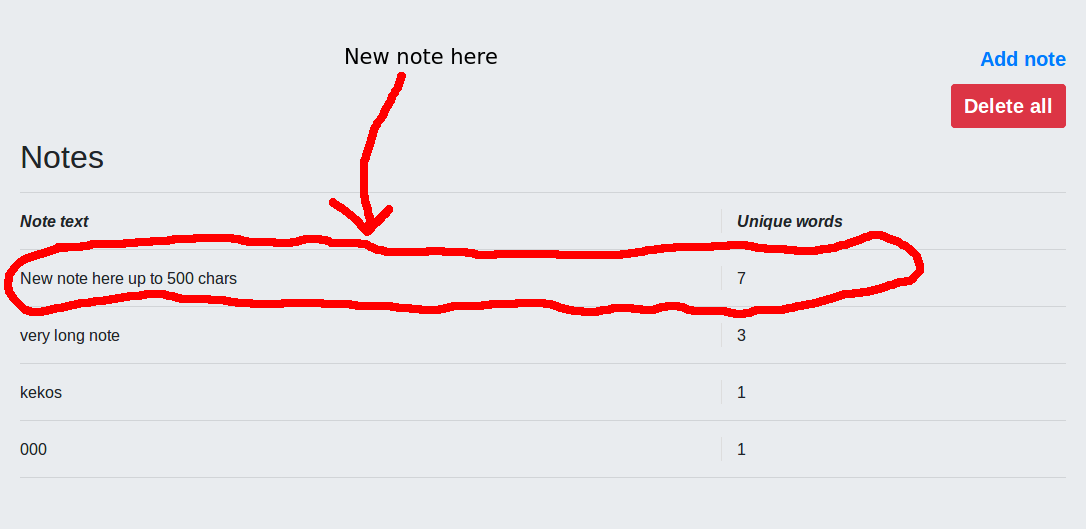 New note here
Add note
Delete all
Notes
Note text Unique words
New note here up to 500 chars 7
very long note 3
kekos 1
000 1